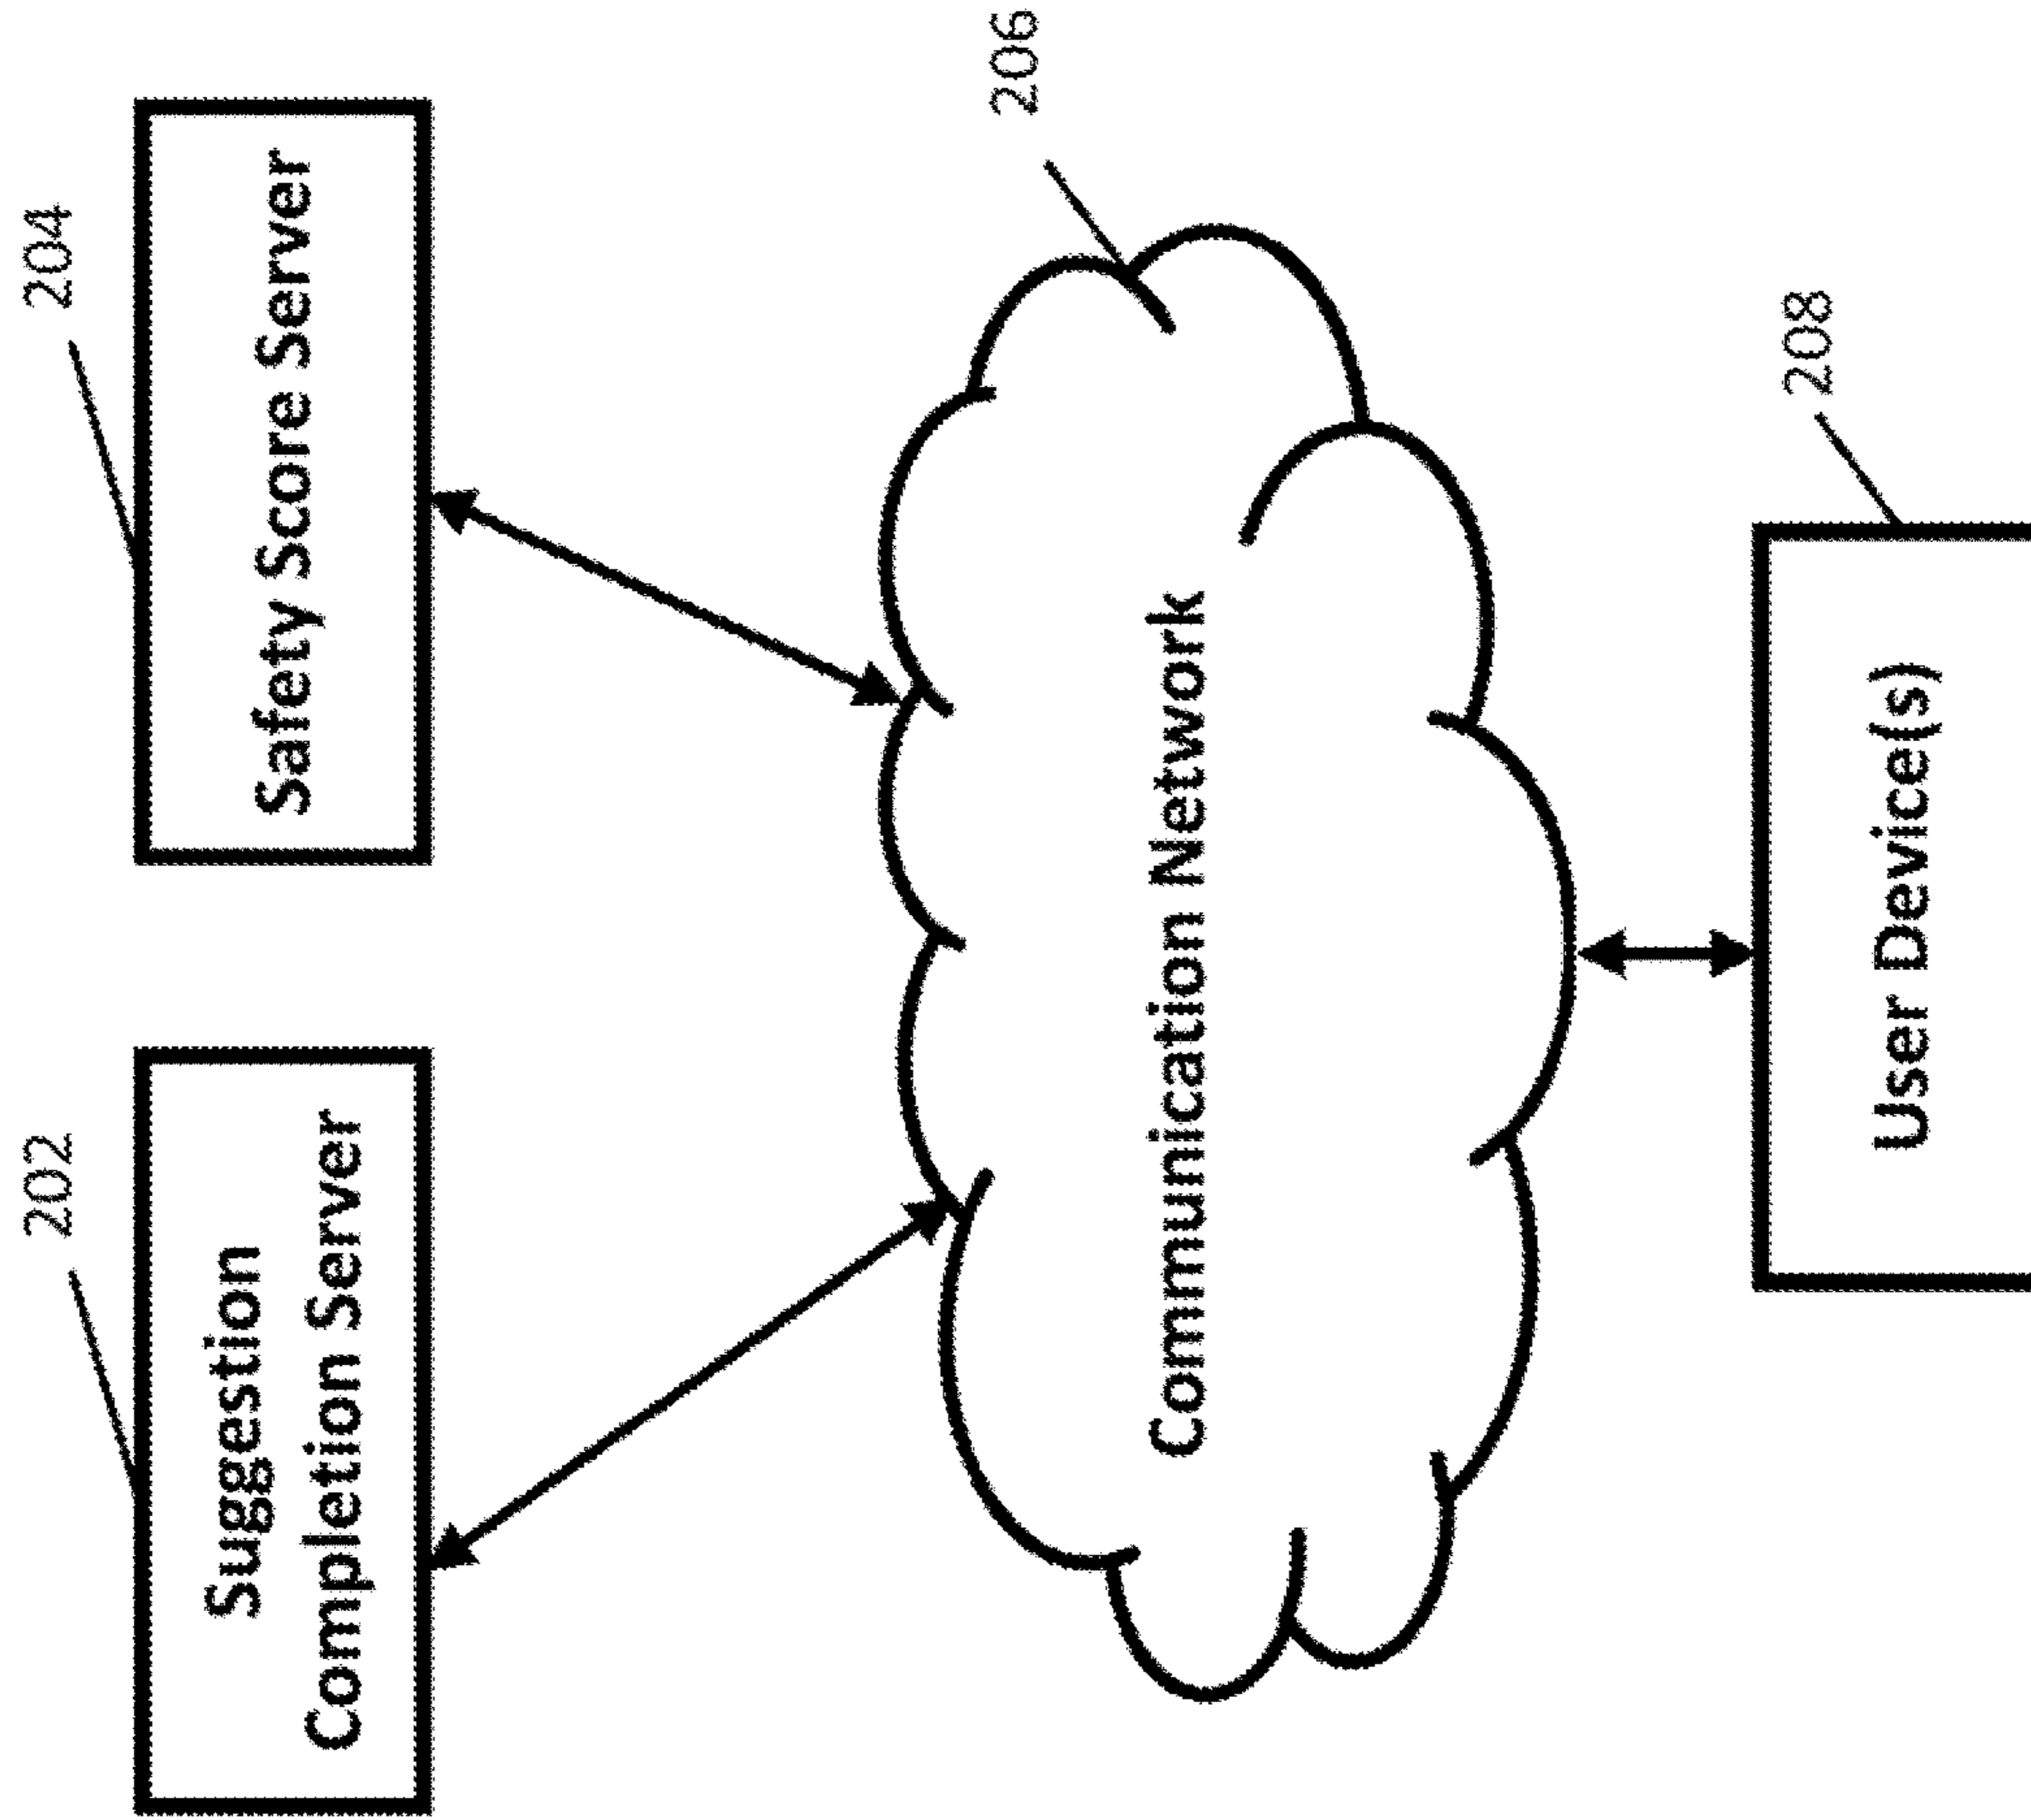 202
Suggestion
Completion Server
204
Safety Score Server
206
Communication Network
208
User Device(s)